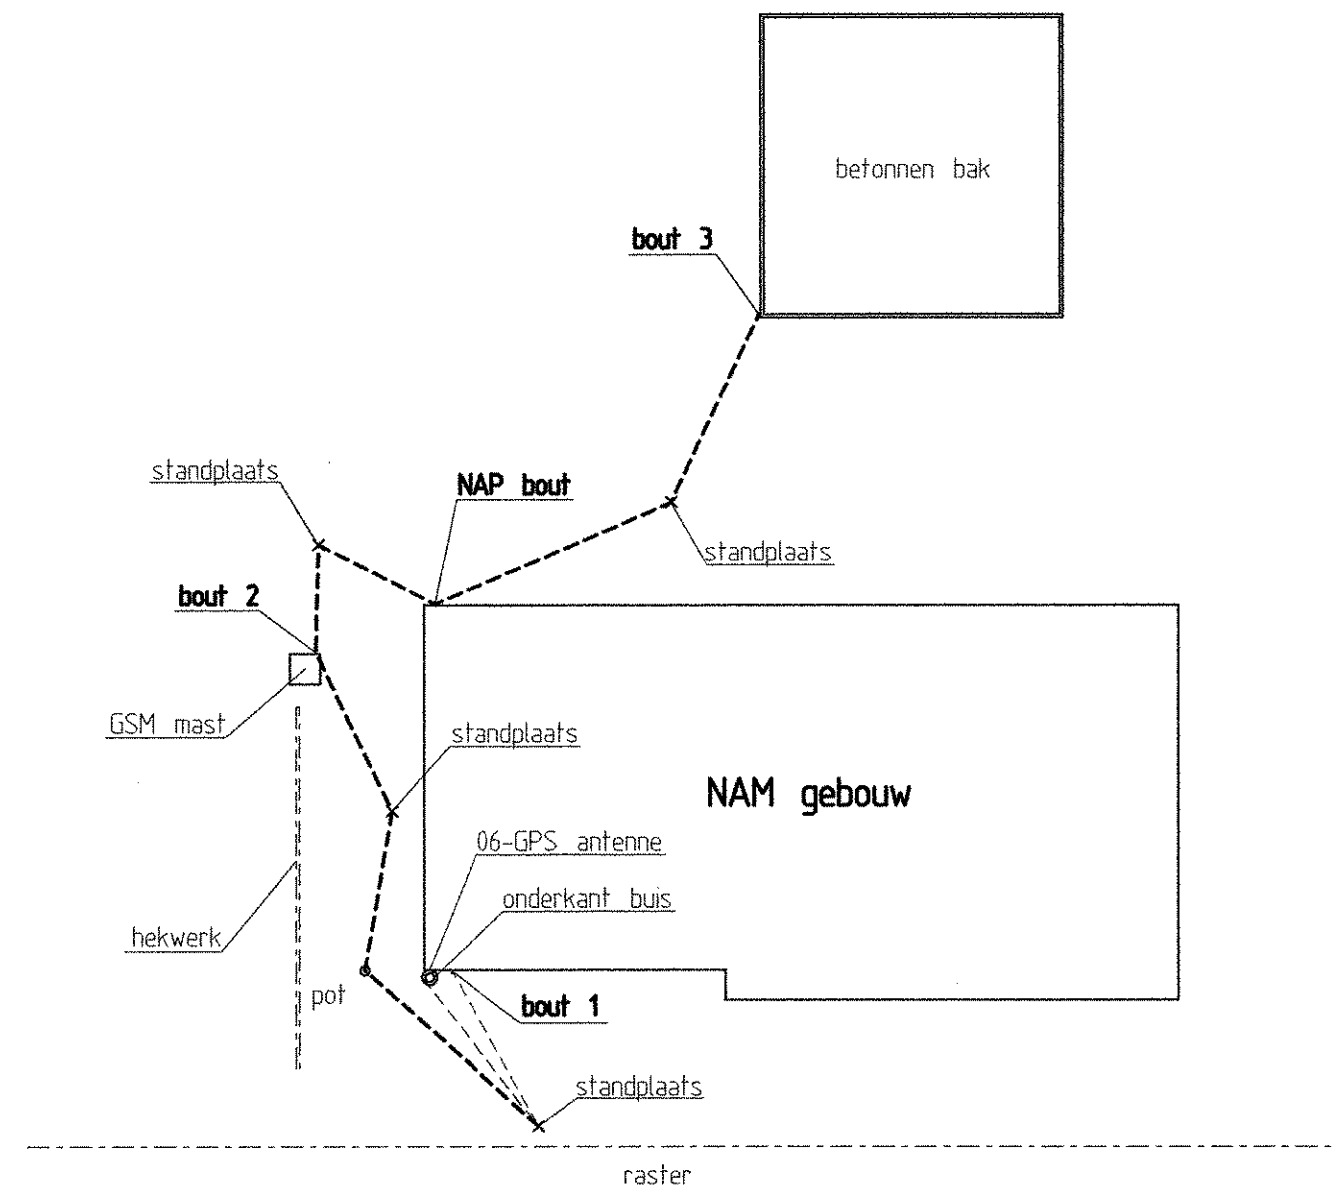 betonnen bak
bout 3
standplaats
NAP bout
standplaats
bout 2
GSM mast
standplaats
NAM gebouw
06-GPS antenne
onderkant buis
hekwerk
pot
bout 1
standplaats
raster